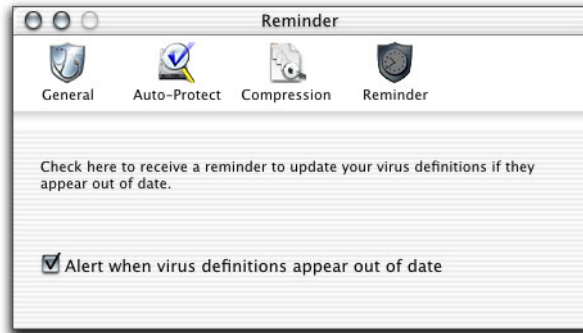 Reminder
General Auto-Protect Compression Reminder
Check here to receive a reminder to update your virus definitions if they
appear out of date.
Alert when virus definitions appear out of date